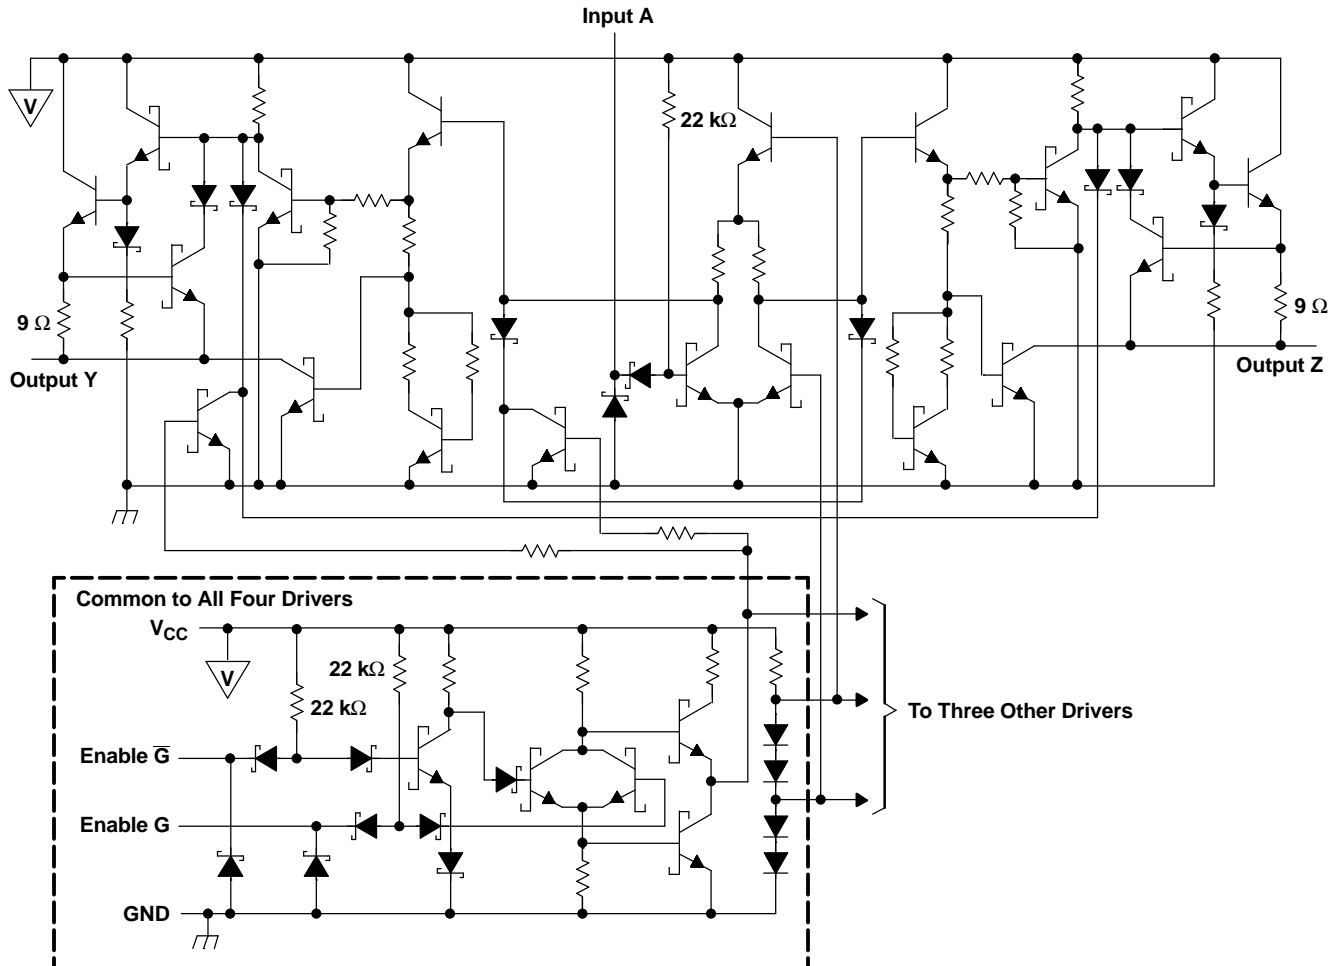 Input A
V
22 kΩ
9 Ω
9 Ω
Output Y
Output Z
Common to All Four Drivers
VCC
V
22 kΩ
22 kΩ
To Three Other Drivers
Enable G̅
Enable G
GND